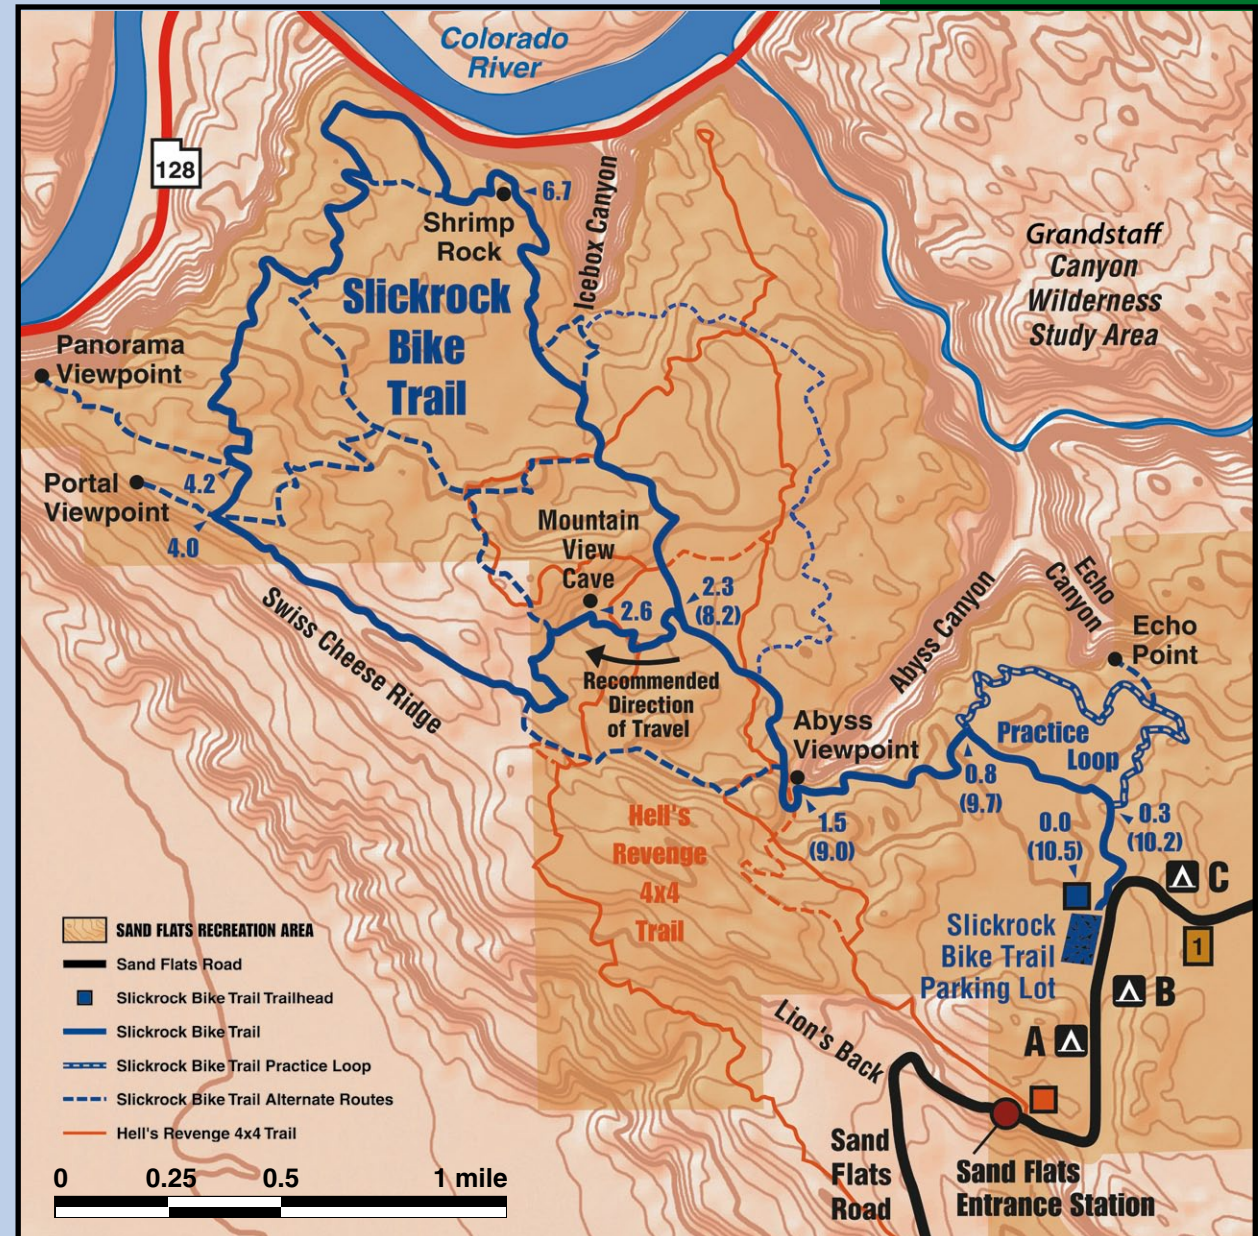 Colorado
River
128
6.7
Shrimp
Rock
Icebox Canyon
Grandstaff
Canyon
Wilderness
Study Area
Slickrock
Bike
Trail
Panorama
Viewpoint
Portal
Viewpoint
4.2
4.0
Mountain
View
Cave
2.3
(8.2)
2.6
Swiss Cheese Ridge
Recommended
Direction
of Travel
Abyss Canyon
Echo
Canyon
Echo
Point
Abyss
Viewpoint
Practice
Loop
0.8
(9.7)
1.5
(9.0)
0.0
(10.5)
0.3
(10.2)
Hell's
Revenge
4x4
Trail
C
1
Slickrock
Bike Trail
Parking Lot
B
A
Lion's Back
Sand
Flats
Road
Sand Flats
Entrance Station
SAND FLATS RECREATION AREA
Sand Flats Road
Slickrock Bike Trail Trailhead
Slickrock Bike Trail
Slickrock Bike Trail Practice Loop
Slickrock Bike Trail Alternate Routes
Hell's Revenge 4x4 Trail
0 0.25 0.5 1 mile